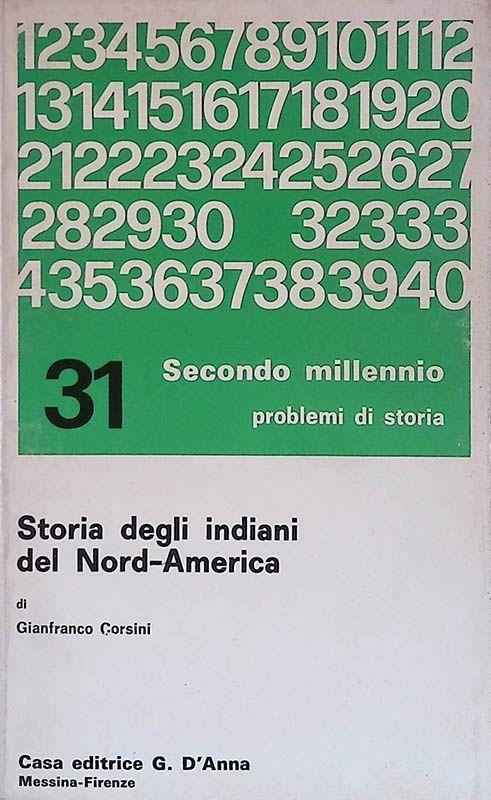 123456789101112
1314151617181920
21222324252627
282930 32333
4353637383940
31
Secondo millennio
problemi di storia
Storia degli indiani
del Nord-America
di
Gianfranco Corsini
Casa editrice G. D'Anna
Messina-Firenze